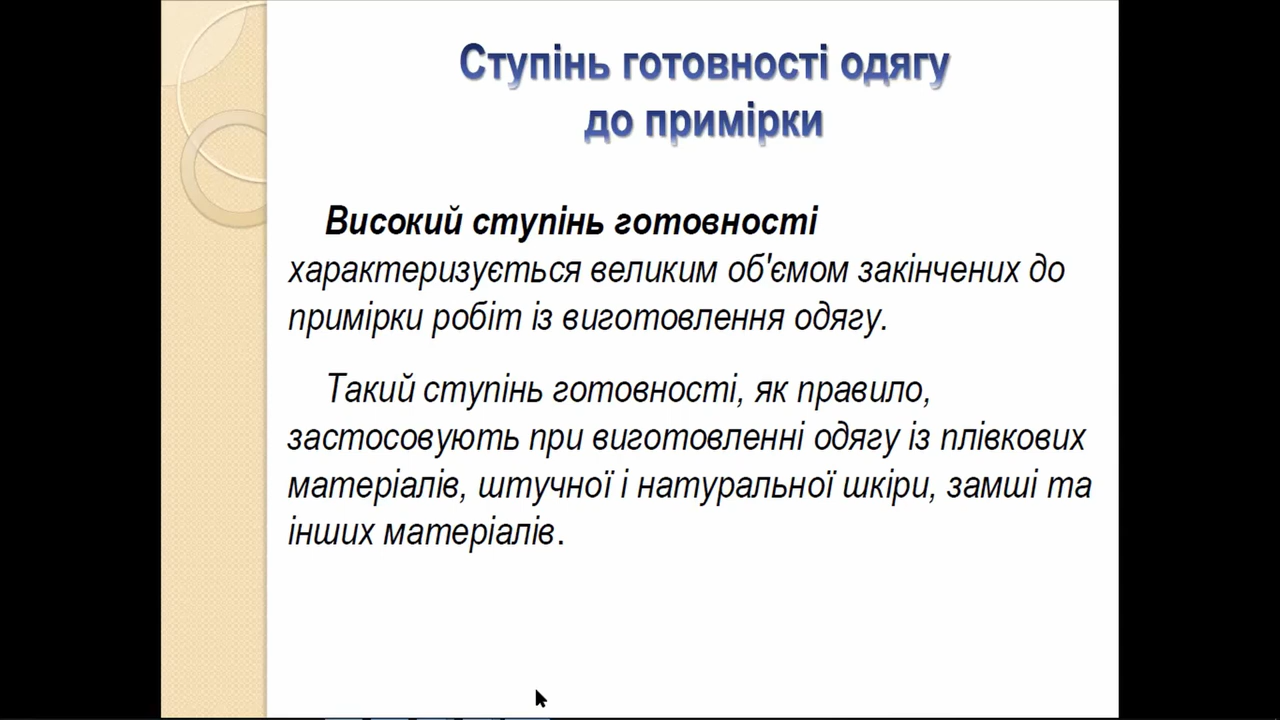 Ступінь готовності одягу
до примірки
Високий ступінь готовності
характеризується великим об'ємом закінчених до
примірки робіт із виготовлення одягу.
Такий ступінь готовності, як правило,
застосовують при виготовленні одягу із плівкових
матеріалів, штучної і натуральної шкіри, замші та
інших матеріалів.